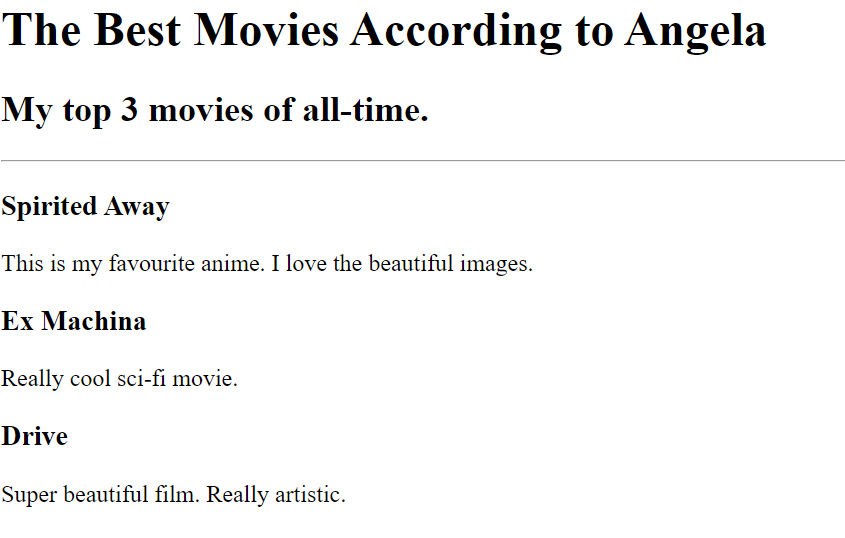 The Best Movies According to Angela
My top 3 movies of all-time.
Spirited Away
This is my favourite anime. I love the beautiful images.
Ex Machina
Really cool sci-fi movie.
Drive
Super beautiful film. Really artistic.